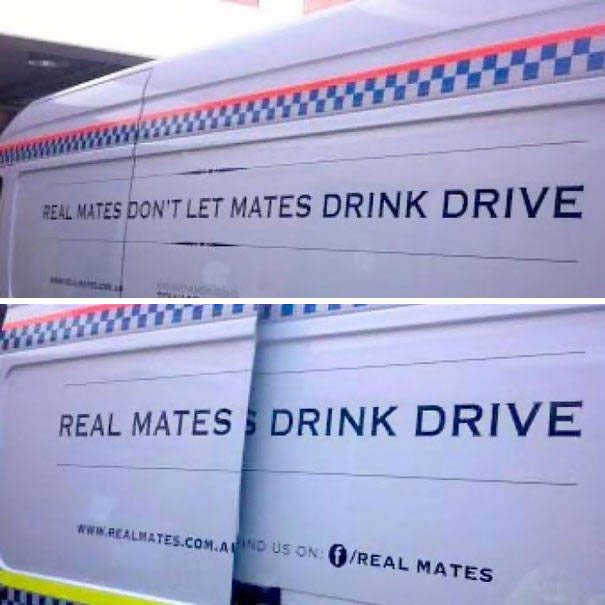 REAL MATES DON'T LET MATES DRINK DRIVE
REAL MATES S DRINK DRIVE
WWW.REALMATES.COM.A ND US ON: f/REAL MATES